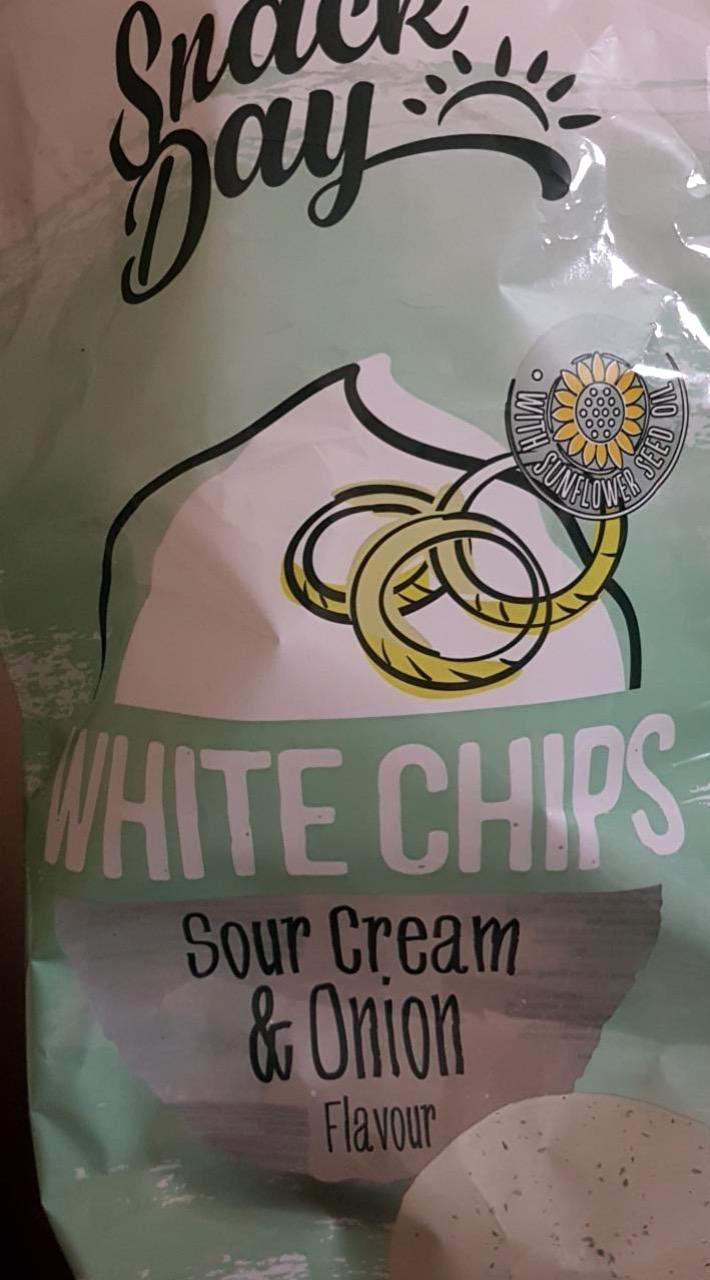 Snack
Day
WITH SUNFLOWER SEED OIL
WHITE CHIPS
Sour Cream
& Onion
Flavour